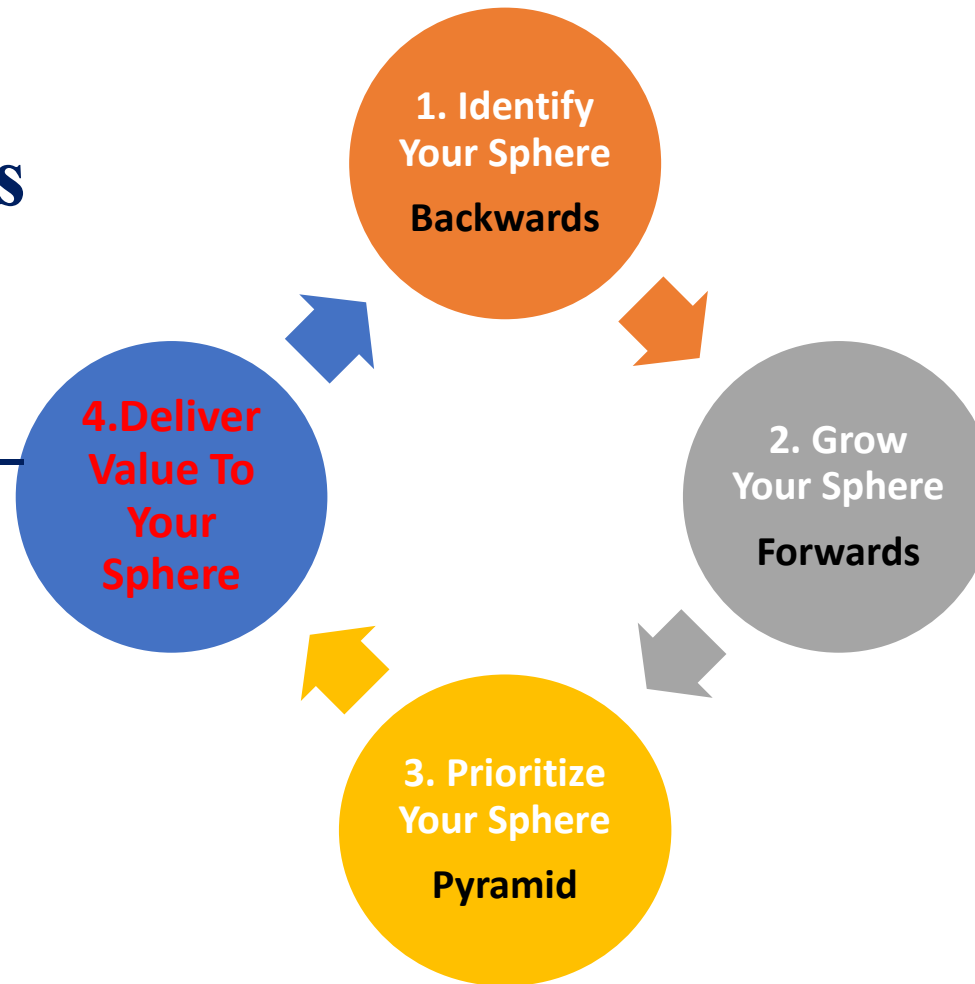 s
1. Identify
Your Sphere
Backwards
2. Grow
Your Sphere
Forwards
3. Prioritize
Your Sphere
Pyramid
4.Deliver
Value To
Your
Sphere